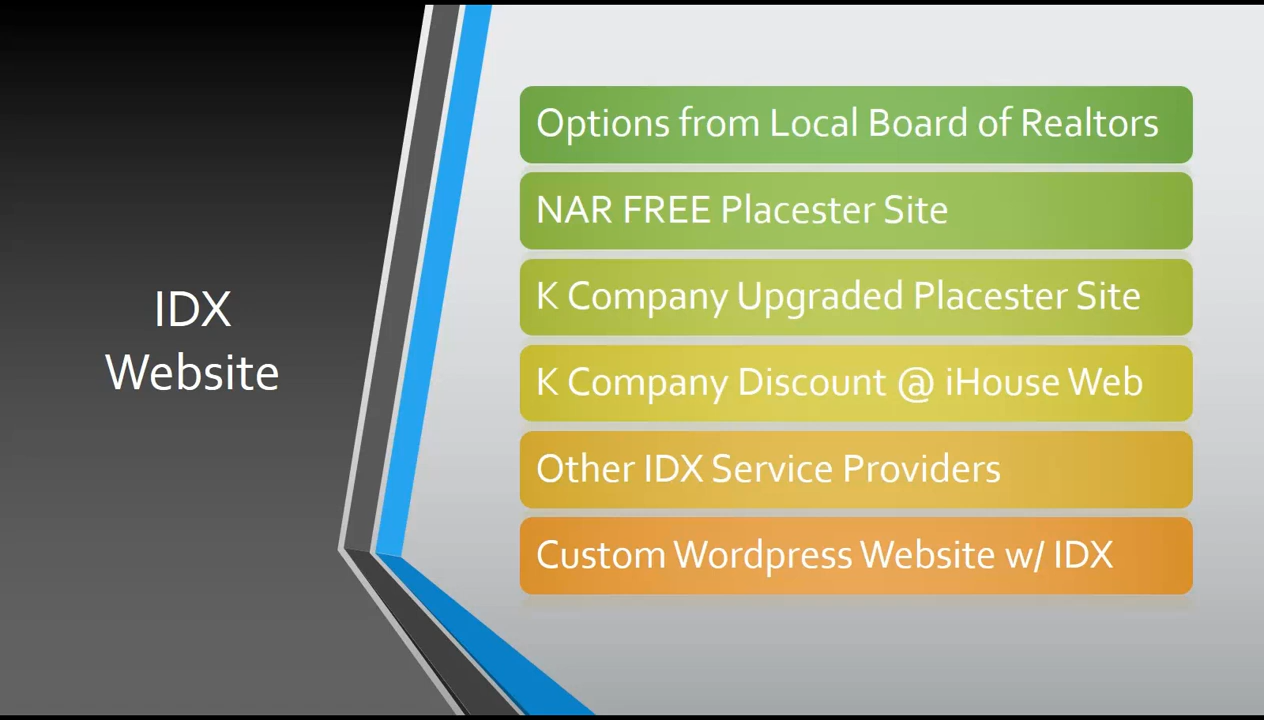 IDX
Website
Options from Local Board of Realtors
NAR FREE Placester Site
K Company Upgraded Placester Site
K Company Discount @ iHouse Web
Other IDX Service Providers
Custom Wordpress Website w/ IDX